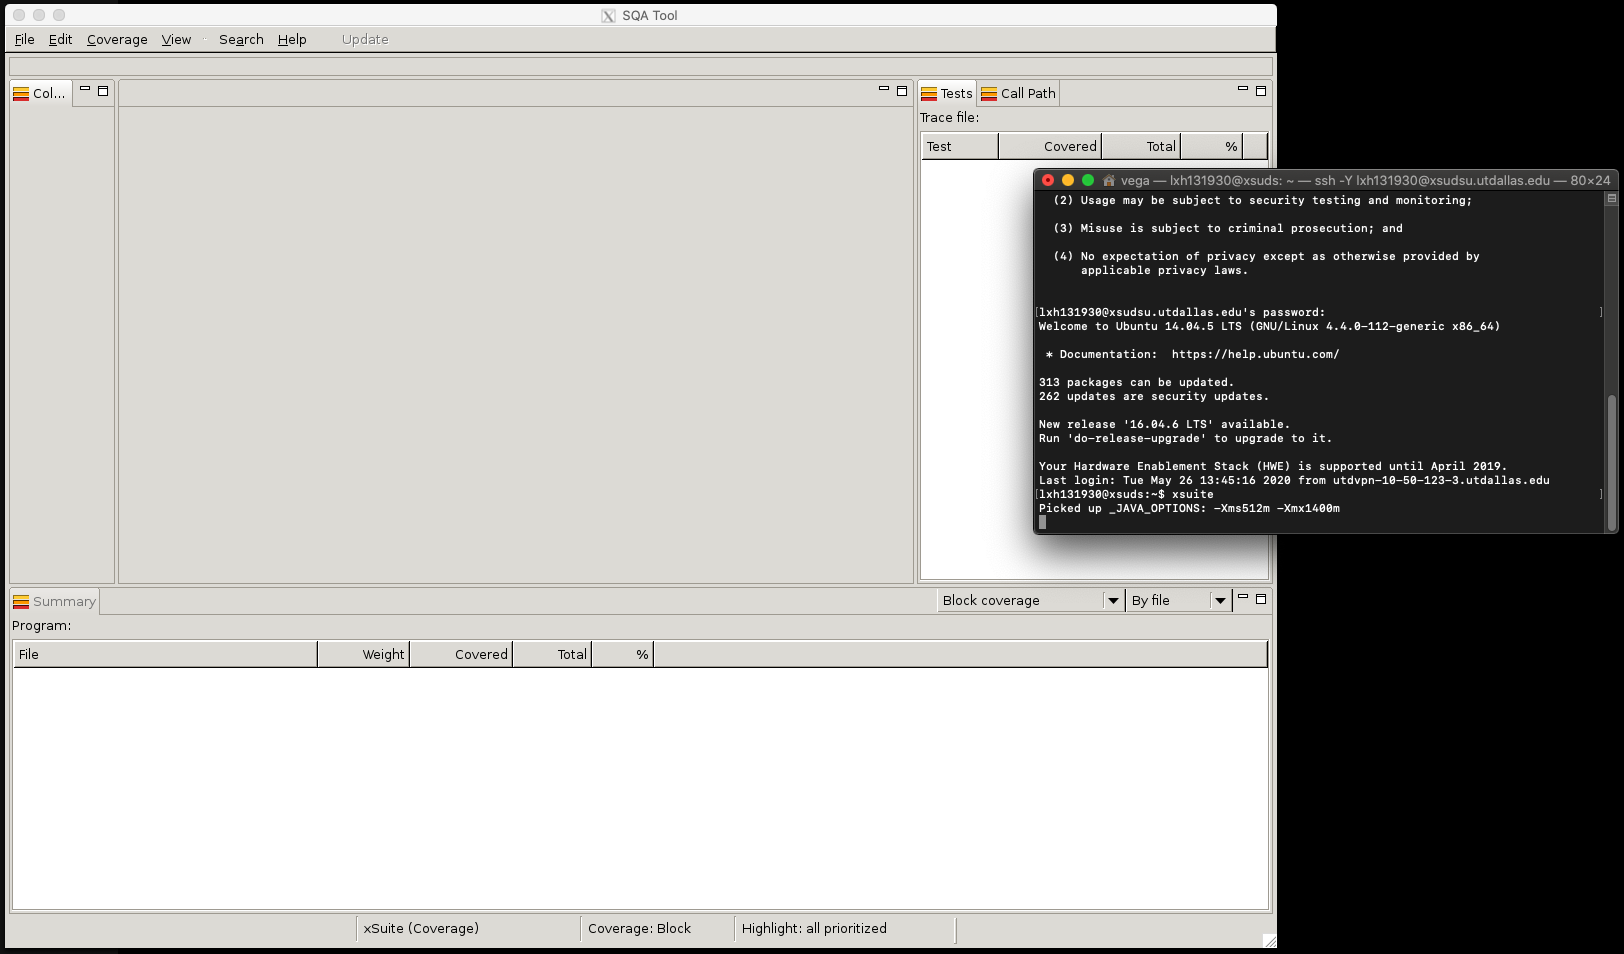 SQA Tool
File Edit Coverage View Search Help Update
Col...
Tests Call Path
Trace file:
Test Covered Total %
vega — lxh131930@xsuds: ~ — ssh -Y lxh131930@xsudsu.utdallas.edu — 80×24
(2) Usage may be subject to security testing and monitoring;
(3) Misuse is subject to criminal prosecution; and
(4) No expectation of privacy except as otherwise provided by
applicable privacy laws.
[lxh131930@xsudsu.utdallas.edu's password: ]
Welcome to Ubuntu 14.04.5 LTS (GNU/Linux 4.4.0-112-generic x86_64)
* Documentation: https://help.ubuntu.com/
313 packages can be updated.
262 updates are security updates.
New release '16.04.6 LTS' available.
Run 'do-release-upgrade' to upgrade to it.
Your Hardware Enablement Stack (HWE) is supported until April 2019.
Last login: Tue May 26 13:45:16 2020 from utdvpn-10-50-123-3.utdallas.edu
[lxh131930@xsuds:~$ xsuite ]
Picked up _JAVA_OPTIONS: -Xms512m -Xmx1400m
Summary
Block coverage By file
Program:
File Weight Covered Total %
xSuite (Coverage) Coverage: Block Highlight: all prioritized